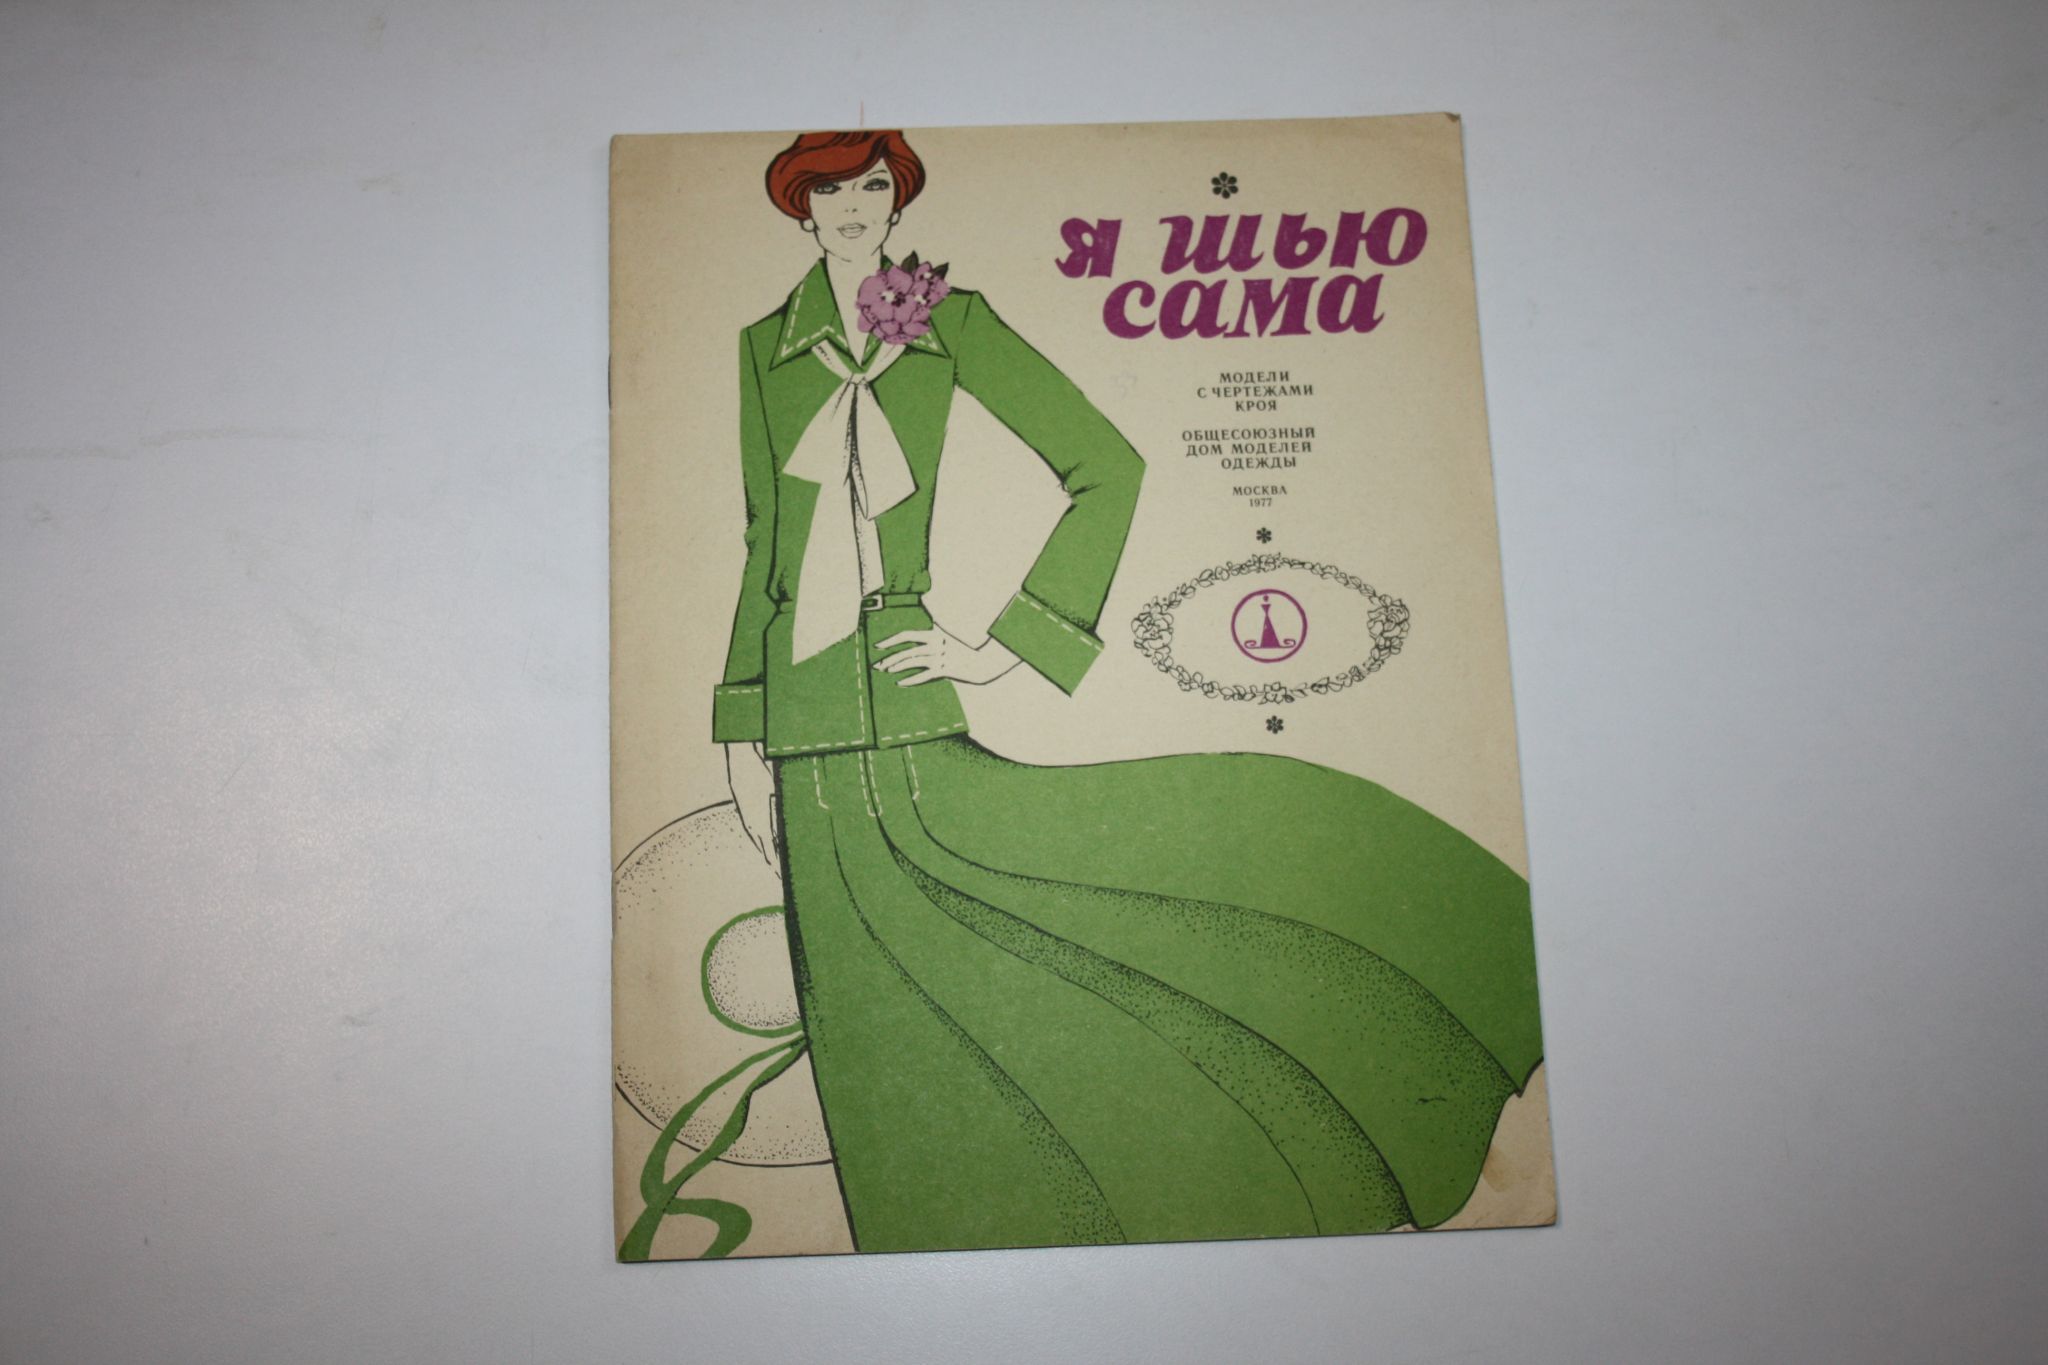 Я ШЬЮ
САМА
МОДЕЛИ
С ЧЕРТЕЖАМИ
КРОЯ
ОБЩЕСОЮЗНЫЙ
ДОМ МОДЕЛЕЙ
ОДЕЖДЫ
МОСКВА
1977